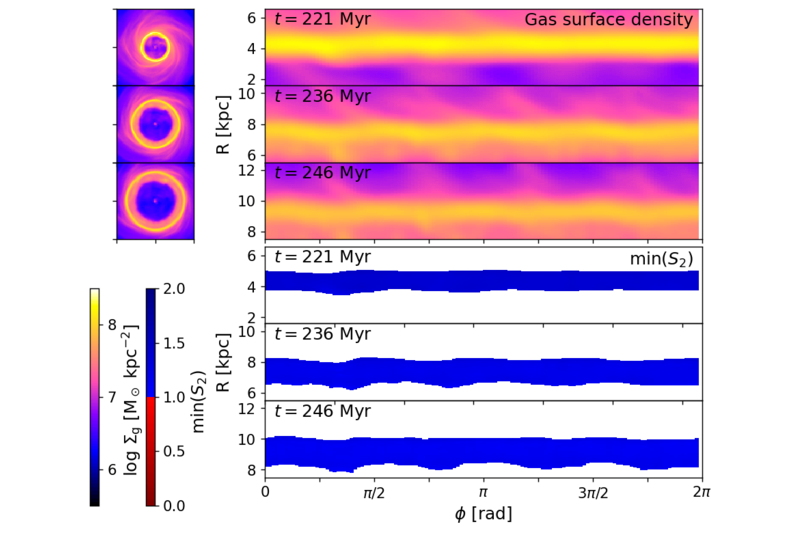 t = 221 Myr
Gas surface density
6
4
2
t = 236 Myr
10
8
6
t = 246 Myr
12
10
8
R [kpc]
t = 221 Myr
min(S₂)
6
4
2
t = 236 Myr
10
8
6
t = 246 Myr
12
10
8
R [kpc]
0
π/2
π
3π/2
2π
ϕ [rad]
8
7
6
log Σg [M⊙ kpc⁻²]
2.0
1.5
1.0
0.5
0.0
min(S₂)